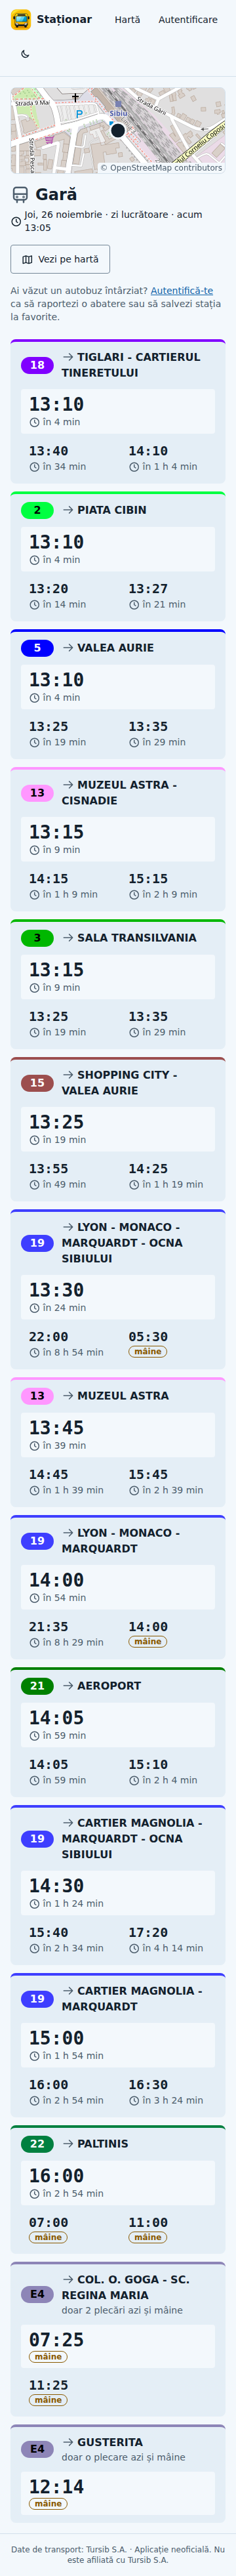 Staționar
Hartă
Autentificare
Strada 9 Mai
Strada Gării
Sibiu
P
Strada Pesca
dul Corneliu Coposu
© OpenStreetMap contributors
Gară
Joi, 26 noiembrie · zi lucrătoare · acum
13:05
Vezi pe hartă
Ai văzut un autobuz întârziat? Autentifică-te
ca să raportezi o abatere sau să salvezi stația
la favorite.
18
→ TIGLARI - CARTIERUL
TINERETULUI
13:10
în 4 min
13:40
14:10
în 34 min
în 1 h 4 min
2
→ PIATA CIBIN
13:10
în 4 min
13:20
13:27
în 14 min
în 21 min
5
→ VALEA AURIE
13:10
în 4 min
13:25
13:35
în 19 min
în 29 min
13
→ MUZEUL ASTRA -
CISNADIE
13:15
în 9 min
14:15
15:15
în 1 h 9 min
în 2 h 9 min
3
→ SALA TRANSILVANIA
13:15
în 9 min
13:25
13:35
în 19 min
în 29 min
15
→ SHOPPING CITY -
VALEA AURIE
13:25
în 19 min
13:55
14:25
în 49 min
în 1 h 19 min
19
→ LYON - MONACO -
MARQUARDT - OCNA
SIBIULUI
13:30
în 24 min
22:00
05:30
în 8 h 54 min
mâine
13
→ MUZEUL ASTRA
13:45
în 39 min
14:45
15:45
în 1 h 39 min
în 2 h 39 min
19
→ LYON - MONACO -
MARQUARDT
14:00
în 54 min
21:35
14:00
în 8 h 29 min
mâine
21
→ AEROPORT
14:05
în 59 min
14:05
15:10
în 59 min
în 2 h 4 min
19
→ CARTIER MAGNOLIA -
MARQUARDT - OCNA
SIBIULUI
14:30
în 1 h 24 min
15:40
17:20
în 2 h 34 min
în 4 h 14 min
19
→ CARTIER MAGNOLIA -
MARQUARDT
15:00
în 1 h 54 min
16:00
16:30
în 2 h 54 min
în 3 h 24 min
22
→ PALTINIS
16:00
în 2 h 54 min
07:00
11:00
mâine
mâine
E4
→ COL. O. GOGA - SC.
REGINA MARIA
doar 2 plecări azi și mâine
07:25
mâine
11:25
mâine
E4
→ GUSTERITA
doar o plecare azi și mâine
12:14
mâine
Date de transport: Tursib S.A. · Aplicație neoficială. Nu
este afiliată cu Tursib S.A.